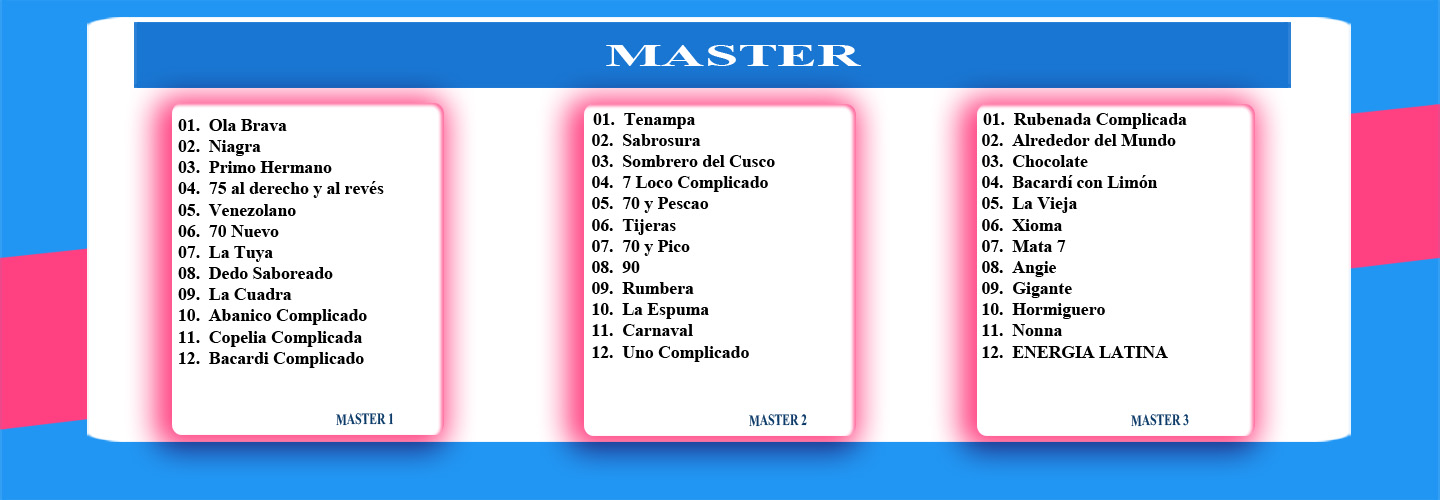 MASTER
01. Ola Brava
02. Niagra
03. Primo Hermano
04. 75 al derecho y al revés
05. Venezolano
06. 70 Nuevo
07. La Tuya
08. Dedo Saboreado
09. La Cuadra
10. Abanico Complicado
11. Copelia Complicada
12. Bacardi Complicado
MASTER 1
01. Tenampa
02. Sabrosura
03. Sombrero del Cusco
04. 7 Loco Complicado
05. 70 y Pescao
06. Tijeras
07. 70 y Pico
08. 90
09. Rumbera
10. La Espuma
11. Carnaval
12. Uno Complicado
MASTER 2
01. Rubenada Complicada
02. Alrededor del Mundo
03. Chocolate
04. Bacardí con Limón
05. La Vieja
06. Xioma
07. Mata 7
08. Angie
09. Gigante
10. Hormiguero
11. Nonna
12. ENERGIA LATINA
MASTER 3